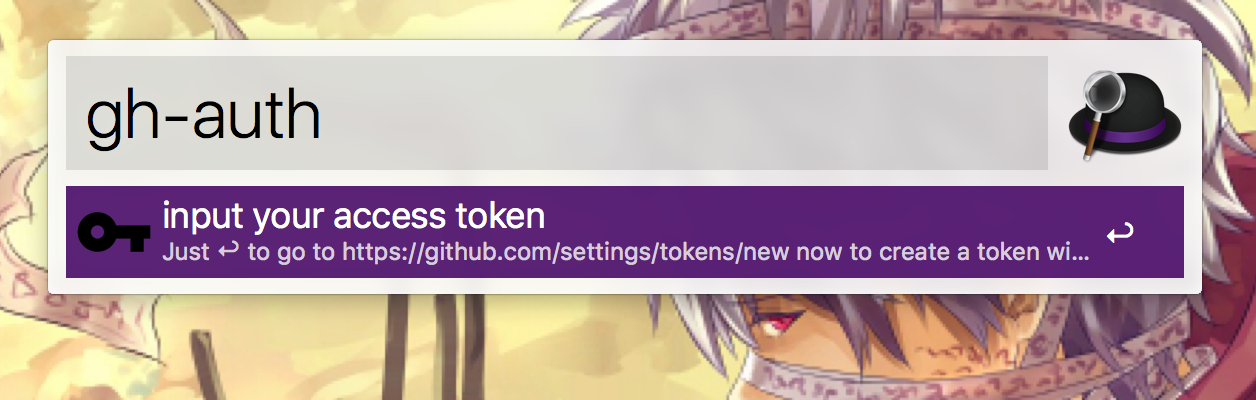 gh-auth
input your access token
Just ↩ to go to https://github.com/settings/tokens/new now to create a token wi...